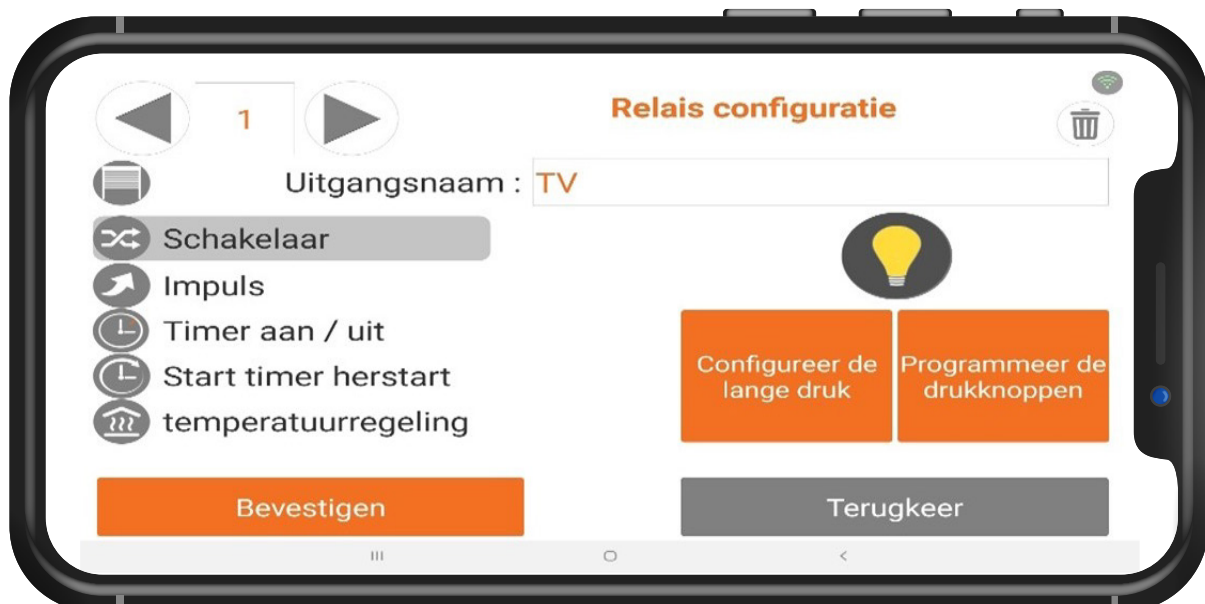 1
Relais configuratie
Uitgangsnaam : TV
Schakelaar
Impuls
Timer aan / uit
Start timer herstart
temperatuurregeling
Configureer de
lange druk
Programmeer de
drukknoppen
Bevestigen
Terugkeer